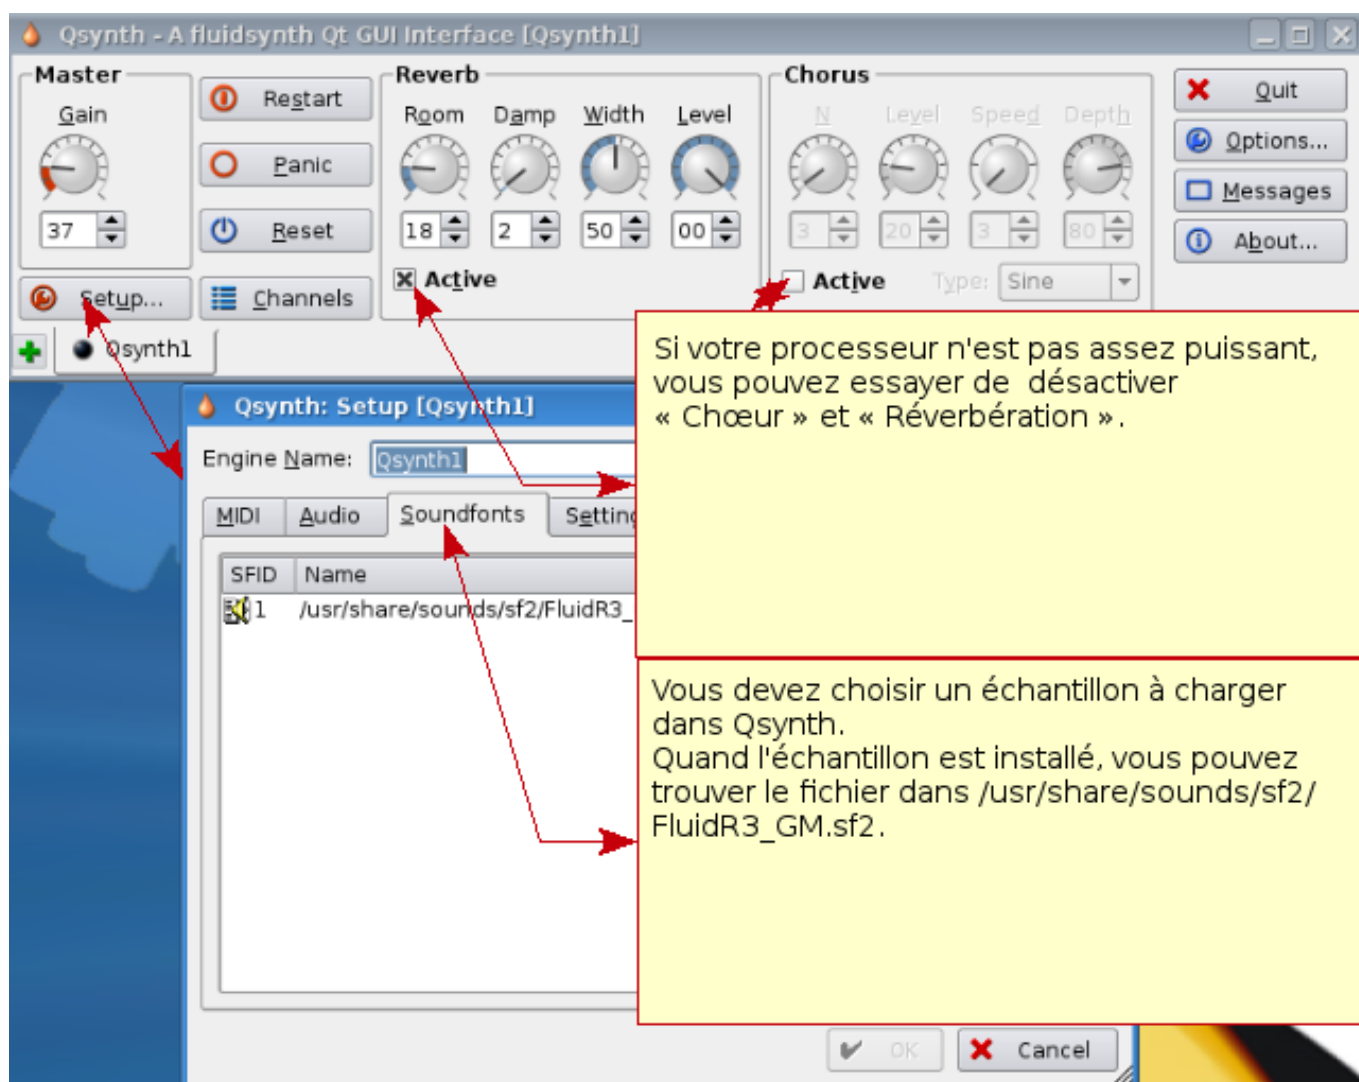 Qsynth - A fluidsynth Qt GUI Interface [Qsynth1]
Master
Gain
37
Setup...
Restart
Panic
Reset
Channels
Reverb
Room Damp Width Level
18 2 50 00
Active
Chorus
N Level Speed Depth
3 20 3 80
Active Type: Sine
Quit
Options...
Messages
About...
Qsynth1
Si votre processeur n'est pas assez puissant,
vous pouvez essayer de  désactiver
« Chœur » et « Réverbération ».
Qsynth: Setup [Qsynth1]
Engine Name: Qsynth1
MIDI Audio Soundfonts
SFID Name
1 /usr/share/sounds/sf2/FluidR3_
Vous devez choisir un échantillon à charger
dans Qsynth.
Quand l'échantillon est installé, vous pouvez
trouver le fichier dans /usr/share/sounds/sf2/
FluidR3_GM.sf2.
OK Cancel